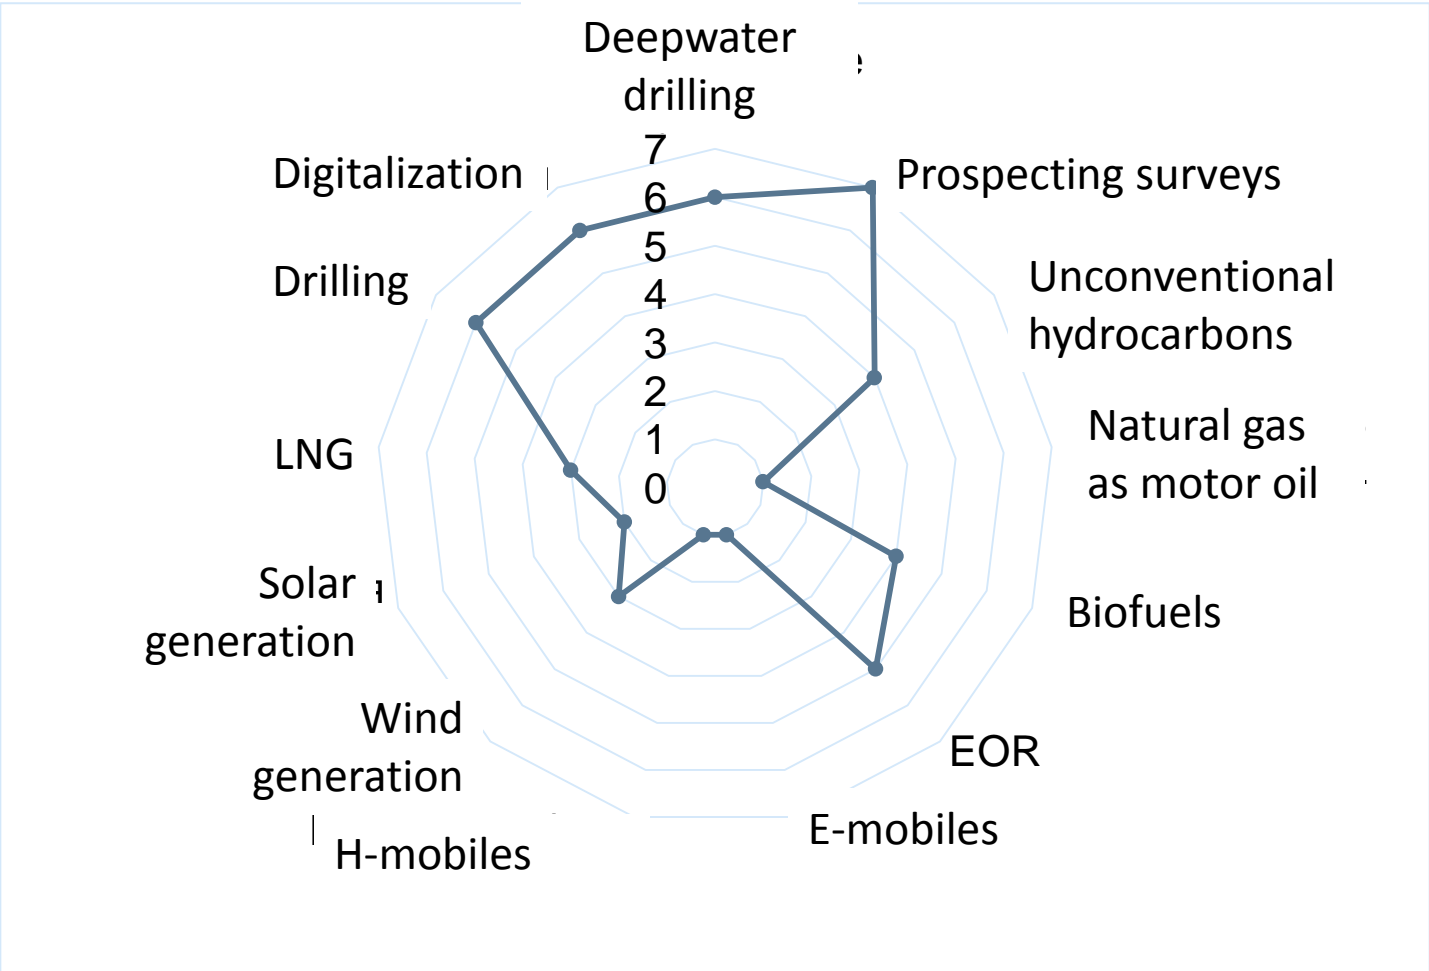 Deepwater
drilling
7
6
5
4
3
2
1
0
Prospecting surveys
Unconventional
hydrocarbons
Natural gas
as motor oil
Biofuels
EOR
E-mobiles
H-mobiles
Wind
generation
Solar
generation
LNG
Drilling
Digitalization